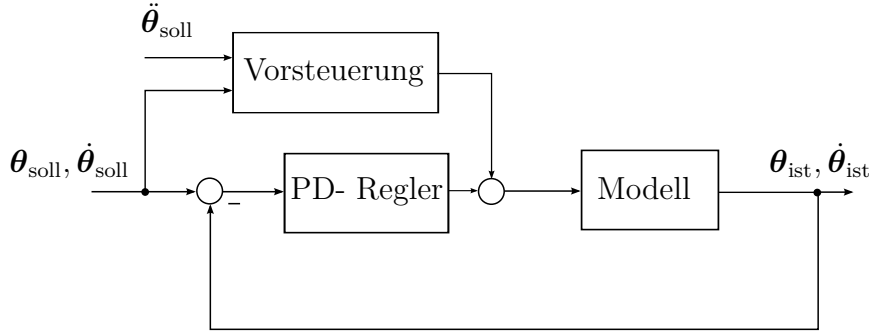 θ̈soll
Vorsteuerung
θsoll, θ̇soll
θist, θ̇ist
PD- Regler
Modell
–